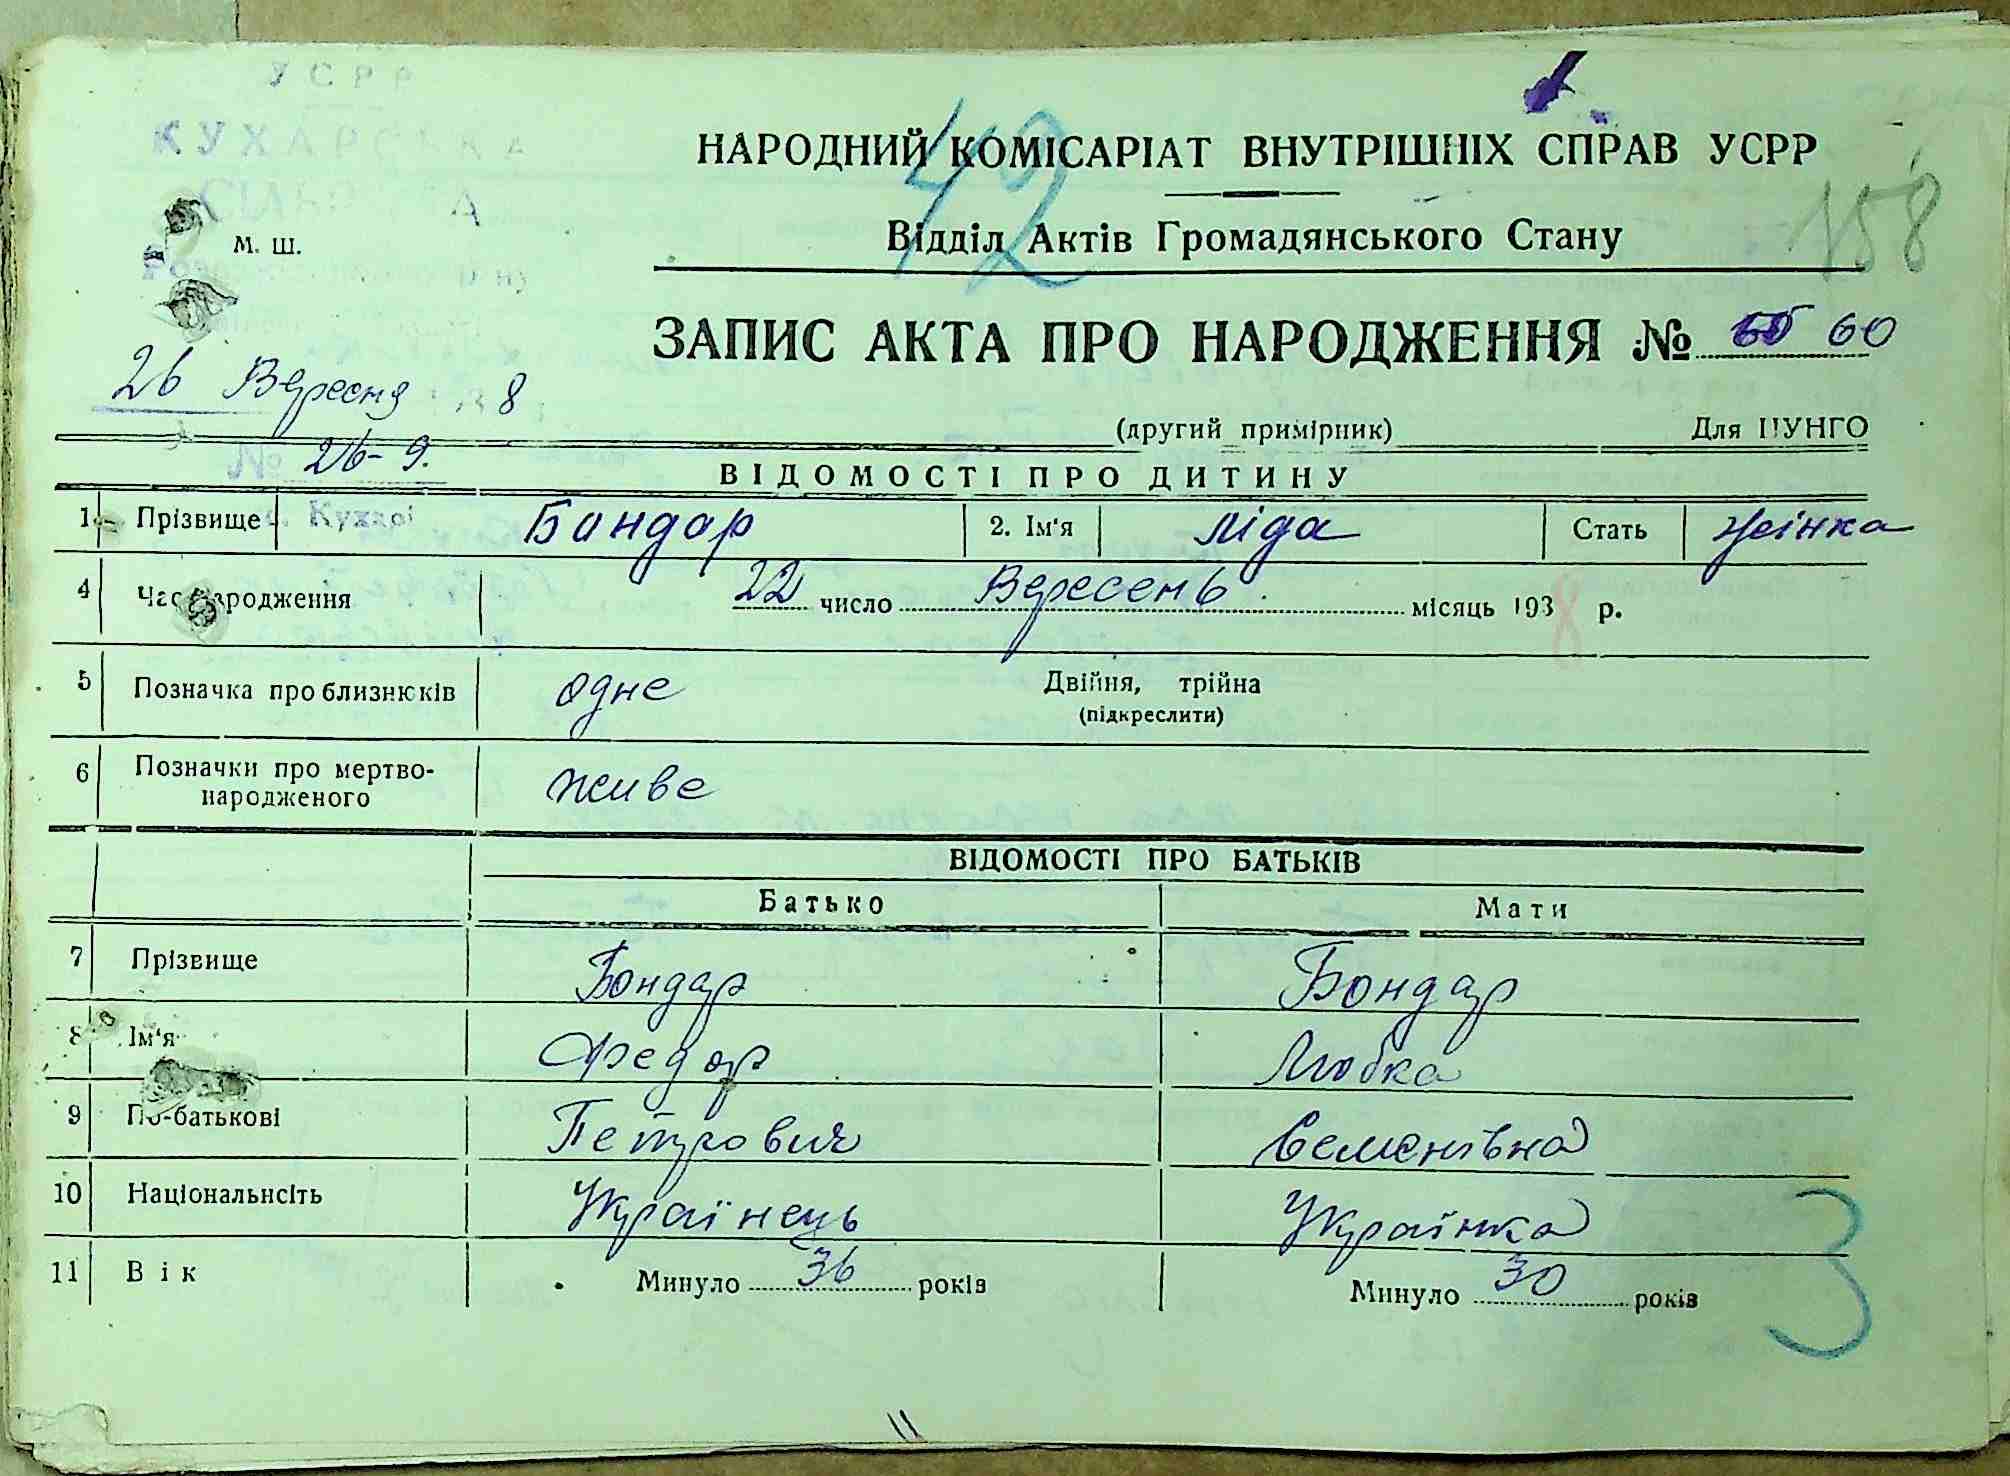 УСРР
КУХАРСЬКА
СІЛЬРАДА
М. Ш.
НАРОДНИЙ КОМІСАРІАТ ВНУТРІШНІХ СПРАВ УСРР
42
158
Відділ Актів Громадянського Стану
ЗАПИС АКТА ПРО НАРОДЖЕННЯ № 60
26 Вересня 1938
(другий примірник) Для ЦУНГО
№ 26-9.
ВІДОМОСТІ ПРО ДИТИНУ
с. Кухарі
1 Прізвище Бондар 2. Ім'я Ліда Стать Жінка
4 Час народження 22 число Вересень місяць 1938 р.
5 Позначка про близнюків одне Двійня, трійна
(підкреслити)
6 Позначки про мертво-
народженого живе
ВІДОМОСТІ ПРО БАТЬКІВ
Батько Мати
7 Прізвище Бондар Бондар
8 Ім'я Федор Любка
9 По-батькові Петрович Семенівна
10 Національнсіть Українець Українка
11 Вік Минуло 36 років Минуло 30 років
3